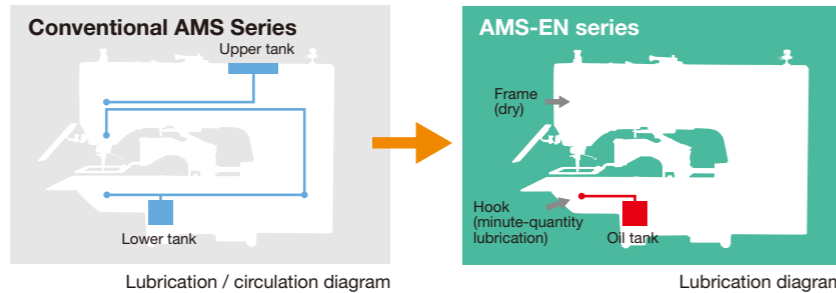 Conventional AMS Series
Upper tank
Lower tank
Lubrication / circulation diagram
AMS-EN series
Frame
(dry)
Hook
(minute-quantity
lubrication)
Oil tank
Lubrication diagram